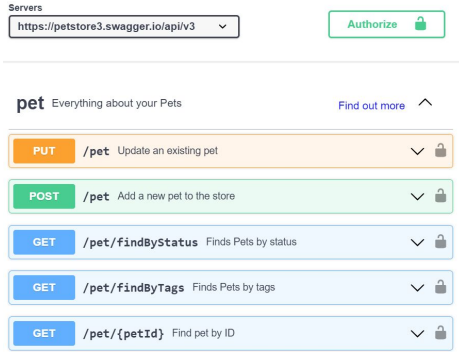 Servers
https://petstore3.swagger.io/api/v3
Authorize
pet Everything about your Pets
Find out more
PUT /pet Update an existing pet
POST /pet Add a new pet to the store
GET /pet/findByStatus Finds Pets by status
GET /pet/findByTags Finds Pets by tags
GET /pet/{petId} Find pet by ID